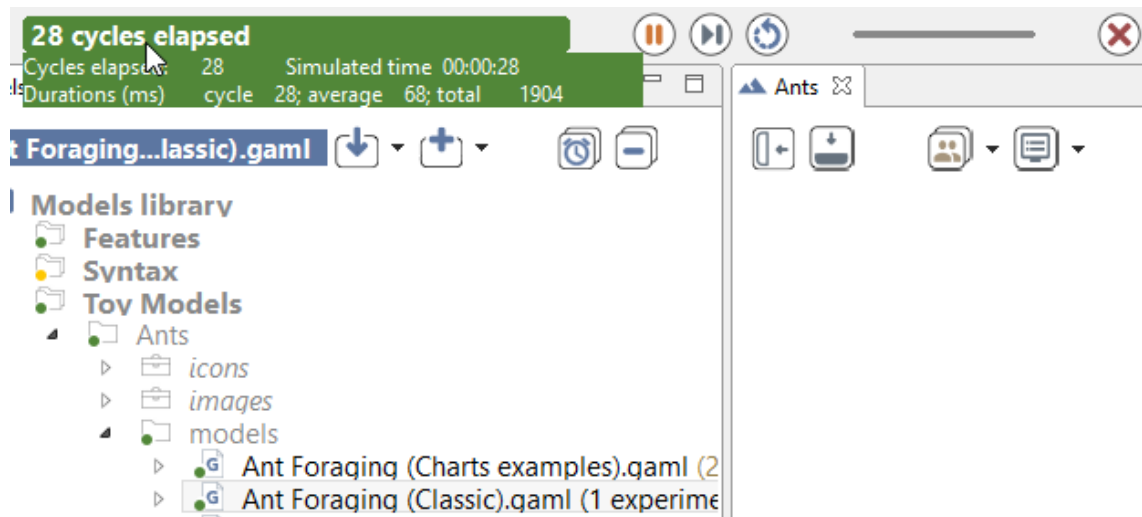 28 cycles elapsed
Cycles elapsed: 28 Simulated time 00:00:28
Durations (ms) cycle 28; average 68; total 1904
Ants
t Foraging...lassic).gaml
Models library
Features
Syntax
Toy Models
Ants
icons
images
models
Ant Foraging (Charts examples).gaml (2
Ant Foraging (Classic).gaml (1 experime